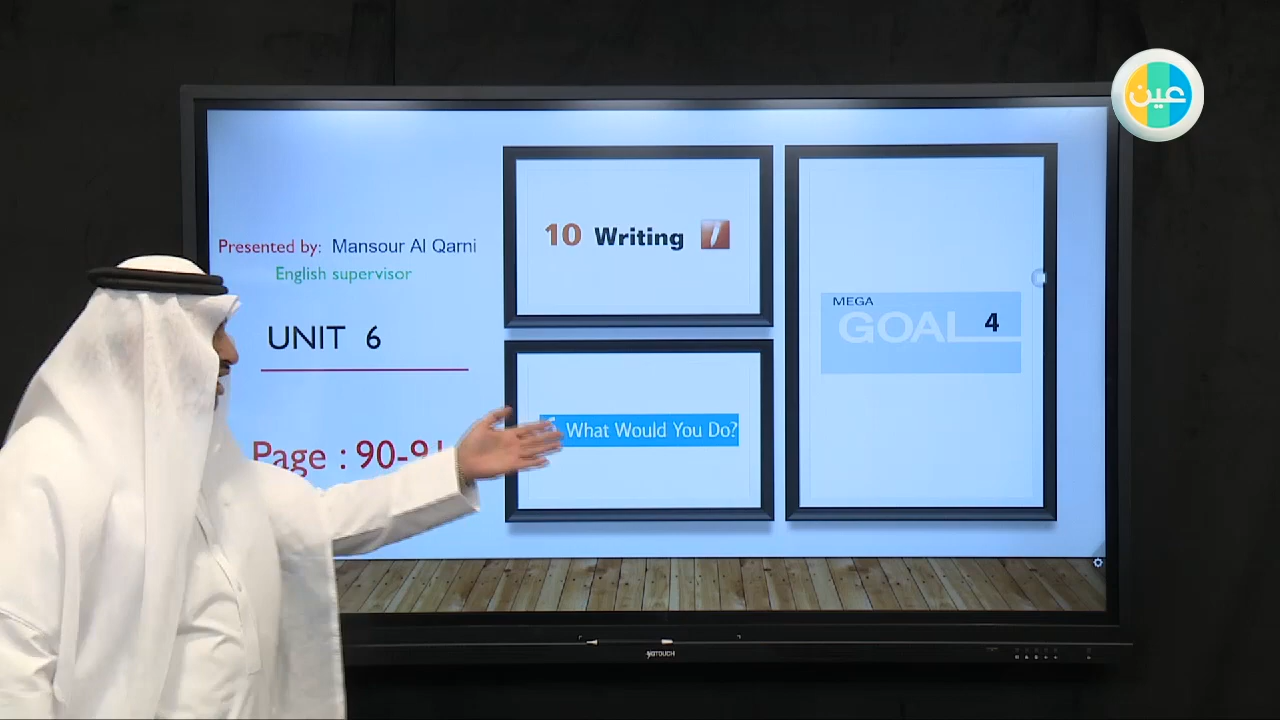 عين
Presented by: Mansour Al Qarni
English supervisor
UNIT 6
Page : 90-91
10 Writing
What Would You Do?
MEGA
GOAL 4